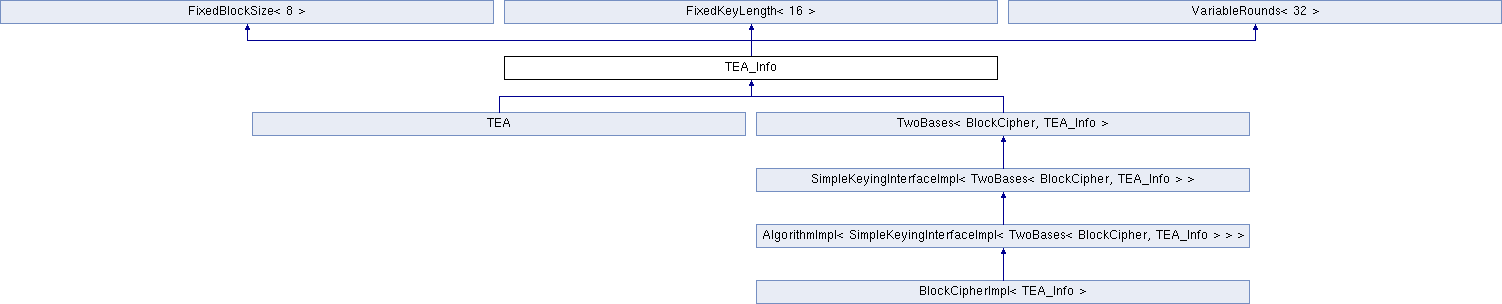 FixedBlockSize< 8 >
FixedKeyLength< 16 >
VariableRounds< 32 >
TEA_Info
TEA
TwoBases< BlockCipher, TEA_Info >
SimpleKeyingInterfaceImpl< TwoBases< BlockCipher, TEA_Info > >
AlgorithmImpl< SimpleKeyingInterfaceImpl< TwoBases< BlockCipher, TEA_Info > > >
BlockCipherImpl< TEA_Info >